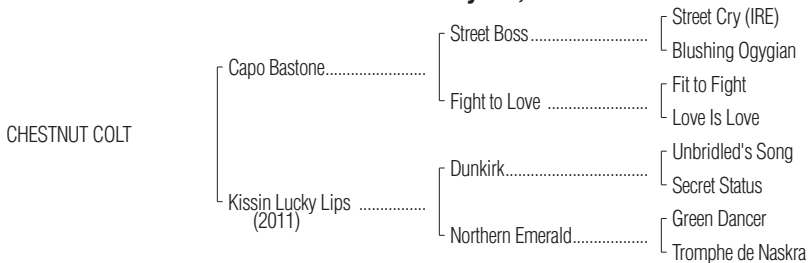 Street Cry (IRE)
Street Boss
Blushing Ogygian
Capo Bastone
Fit to Fight
Fight to Love
Love Is Love
CHESTNUT COLT
Unbridled's Song
Dunkirk
Secret Status
Kissin Lucky Lips
(2011)
Green Dancer
Northern Emerald
Tromphe de Naskra